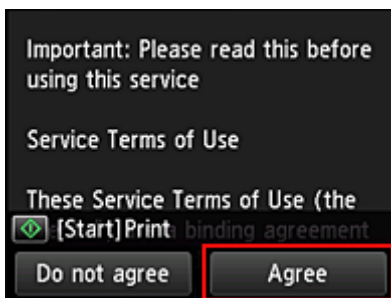 Important: Please read this before
using this service
Service Terms of Use
These Service Terms of Use (the
[Start]Print a binding agreement
Do not agree
Agree